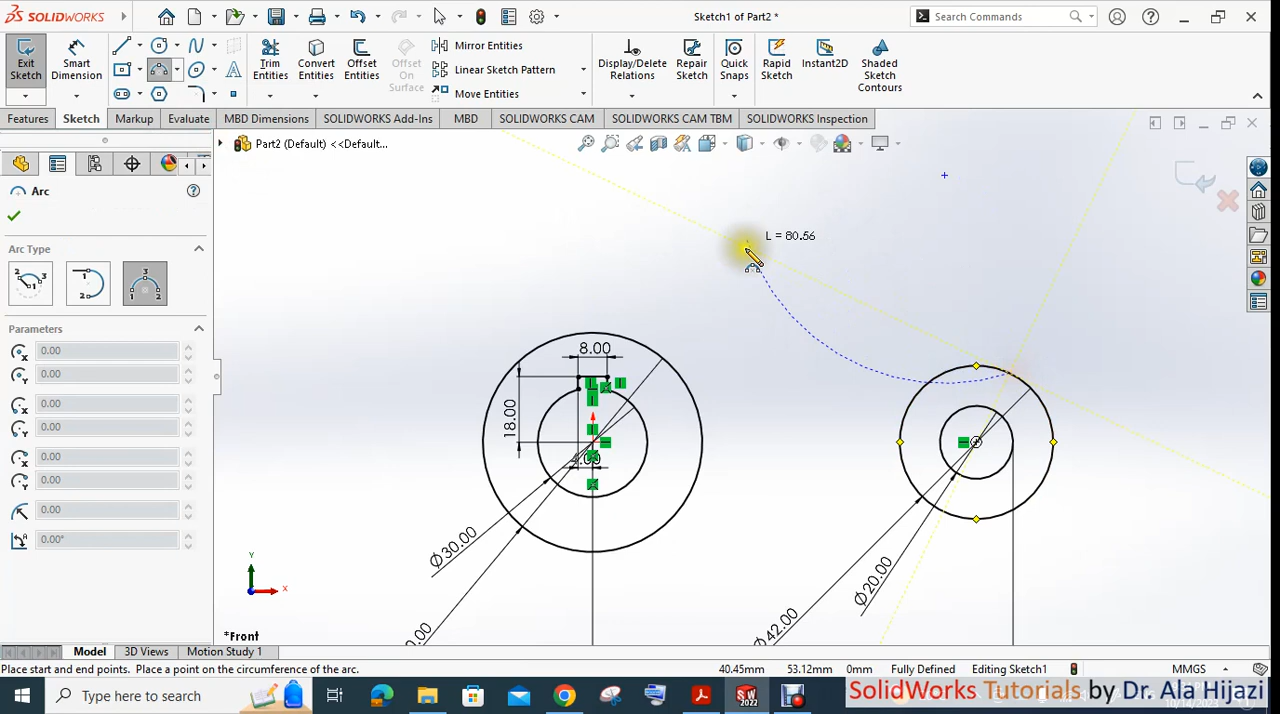 SOLIDWORKS
Sketch1 of Part2 *
Search Commands
Exit Sketch
Smart Dimension
Trim Entities
Convert Entities
Offset Entities
Offset On Surface
Mirror Entities
Linear Sketch Pattern
Move Entities
Display/Delete Relations
Repair Sketch
Quick Snaps
Rapid Sketch
Instant2D
Shaded Sketch Contours
Features
Sketch
Markup
Evaluate
MBD Dimensions
SOLIDWORKS Add-Ins
MBD
SOLIDWORKS CAM
SOLIDWORKS CAM TBM
SOLIDWORKS Inspection
Part2 (Default) <<Default...
Arc
Arc Type
Parameters
0.00
0.00
0.00
0.00
0.00
0.00
0.00
0.00°
L = 80.56
8.00
18.00
Ø30.00
Ø20.00
Ø42.00
Y
X
*Front
Model
3D Views
Motion Study 1
Place start and end points. Place a point on the circumference of the arc.
40.45mm
53.12mm
0mm
Fully Defined
Editing Sketch1
MMGS
Type here to search
SolidWorks Tutorials by Dr. Ala Hijazi